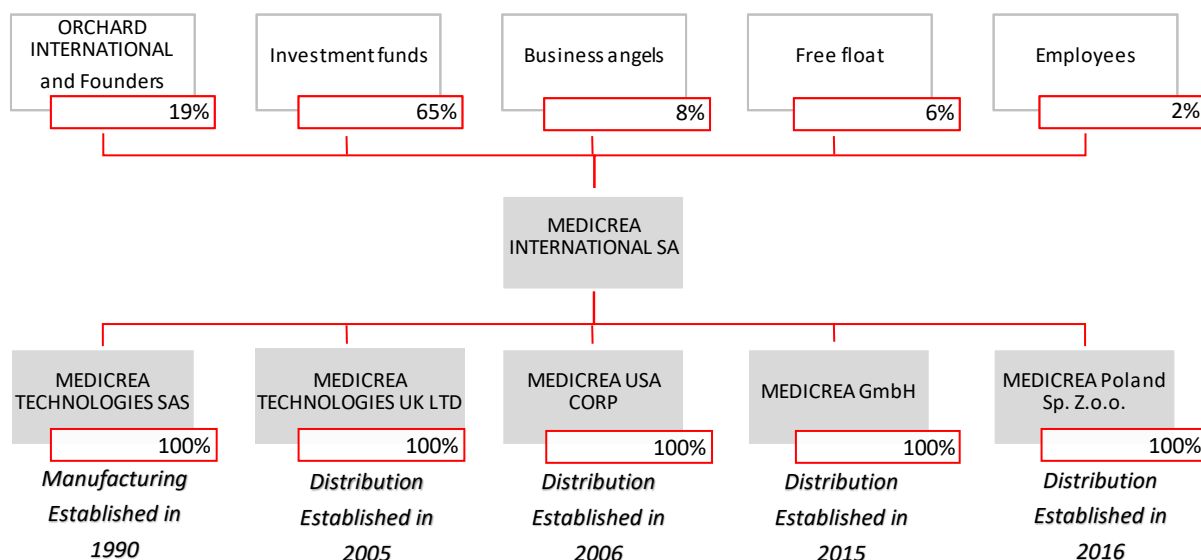 ORCHARD
INTERNATIONAL
and Founders
19%
Investment funds
65%
Business angels
8%
Free float
6%
Employees
2%
MEDICREA
INTERNATIONAL SA
MEDICREA
TECHNOLOGIES SAS
100%
Manufacturing
Established in
1990
MEDICREA
TECHNOLOGIES UK LTD
100%
Distribution
Established in
2005
MEDICREA USA
CORP
100%
Distribution
Established in
2006
MEDICREA GmbH
100%
Distribution
Established in
2015
MEDICREA Poland
Sp. Z.o.o.
100%
Distribution
Established in
2016